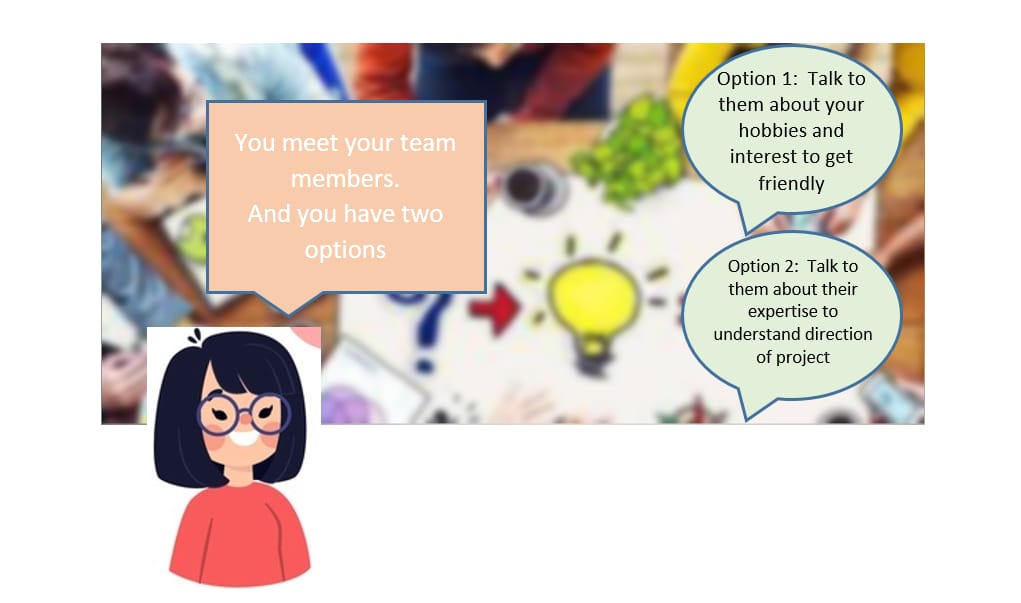 You meet your team
members.
And you have two
options
Option 1:  Talk to
them about your
hobbies and
interest to get
friendly
Option 2:  Talk to
them about their
expertise to
understand direction
of project
?